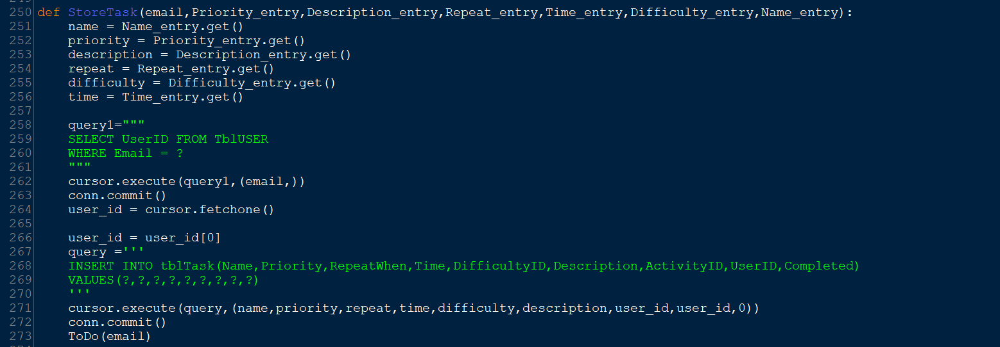 250 def StoreTask(email,Priority_entry,Description_entry,Repeat_entry,Time_entry,Difficulty_entry,Name_entry):
251     name = Name_entry.get()
252     priority = Priority_entry.get()
253     description = Description_entry.get()
254     repeat = Repeat_entry.get()
255     difficulty = Difficulty_entry.get()
256     time = Time_entry.get()
257
258     query1="""
259     SELECT UserID FROM TblUSER
260     WHERE Email = ?
261     """
262     cursor.execute(query1,(email,))
263     conn.commit()
264     user_id = cursor.fetchone()
265
266     user_id = user_id[0]
267     query ='''
268     INSERT INTO tblTask(Name,Priority,RepeatWhen,Time,DifficultyID,Description,ActivityID,UserID,Completed)
269     VALUES(?,?,?,?,?,?,?,?,?)
270     '''
271     cursor.execute(query,(name,priority,repeat,time,difficulty,description,user_id,user_id,0))
272     conn.commit()
273     ToDo(email)